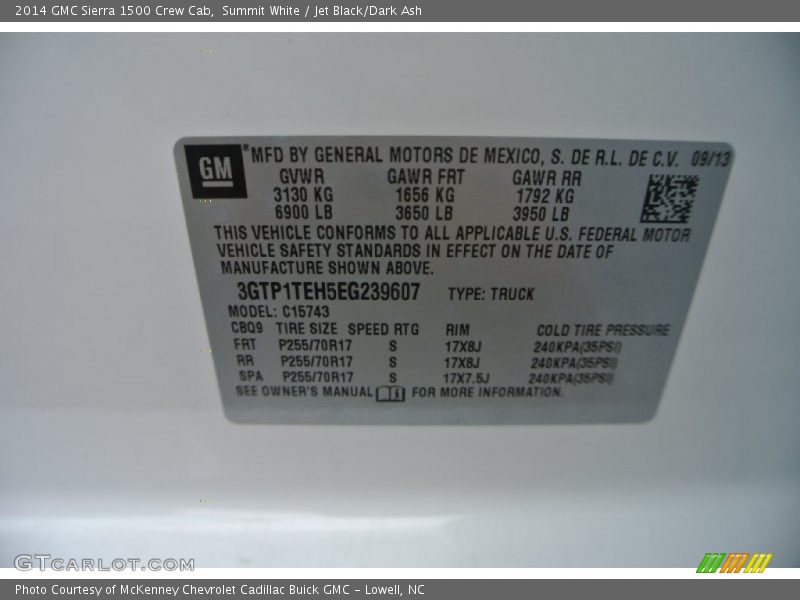 2014 GMC Sierra 1500 Crew Cab,  Summit White / Jet Black/Dark Ash
GM ® MFD BY GENERAL MOTORS DE MEXICO, S. DE R.L. DE C.V. 09/13
GVWR GAWR FRT GAWR RR
3130 KG 1656 KG 1792 KG
6900 LB 3650 LB 3950 LB
THIS VEHICLE CONFORMS TO ALL APPLICABLE U.S. FEDERAL MOTOR
VEHICLE SAFETY STANDARDS IN EFFECT ON THE DATE OF
MANUFACTURE SHOWN ABOVE.
3GTP1TEH5EG239607 TYPE: TRUCK
MODEL: C15743
CBQ9 TIRE SIZE SPEED RTG RIM COLD TIRE PRESSURE
FRT P255/70R17 S 17X8J 240KPA(35PSI)
RR P255/70R17 S 17X8J 240KPA(35PSI)
SPA P255/70R17 S 17X7.5J 240KPA(35PSI)
SEE OWNER'S MANUAL FOR MORE INFORMATION.
GTCARLOT.COM
Photo Courtesy of McKenney Chevrolet Cadillac Buick GMC - Lowell, NC